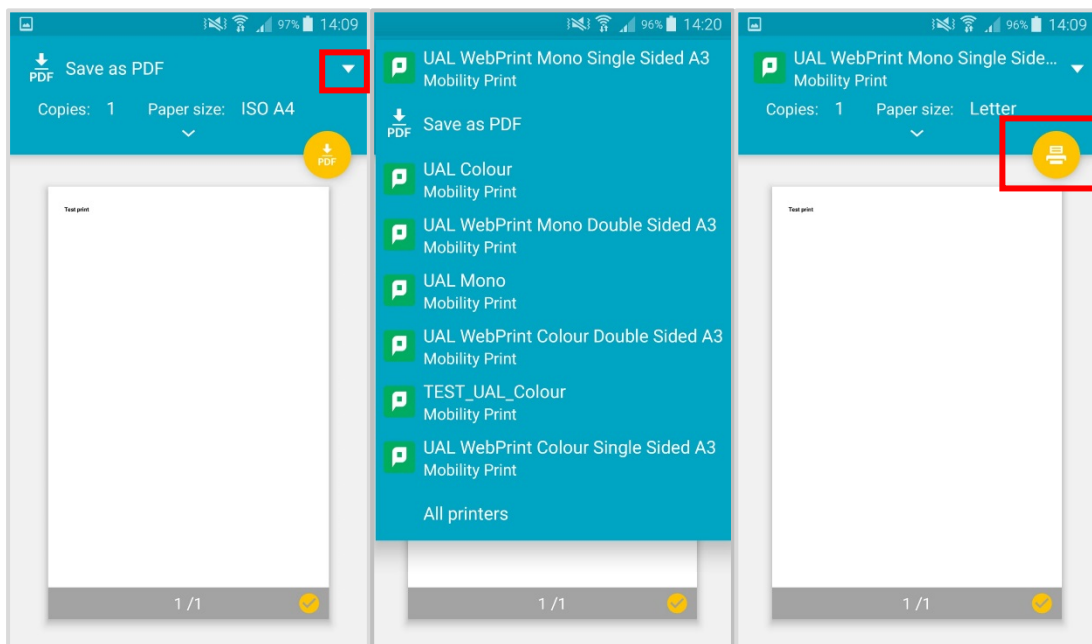 97% 14:09
PDF Save as PDF
Copies: 1 Paper size: ISO A4
PDF
Test print
1 /1
96% 14:20
UAL WebPrint Mono Single Sided A3
Mobility Print
PDF Save as PDF
UAL Colour
Mobility Print
UAL WebPrint Mono Double Sided A3
Mobility Print
UAL Mono
Mobility Print
UAL WebPrint Colour Double Sided A3
Mobility Print
TEST_UAL_Colour
Mobility Print
UAL WebPrint Colour Single Sided A3
Mobility Print
All printers
1 /1
96% 14:09
UAL WebPrint Mono Single Side...
Mobility Print
Copies: 1 Paper size: Letter
Test print
1 /1